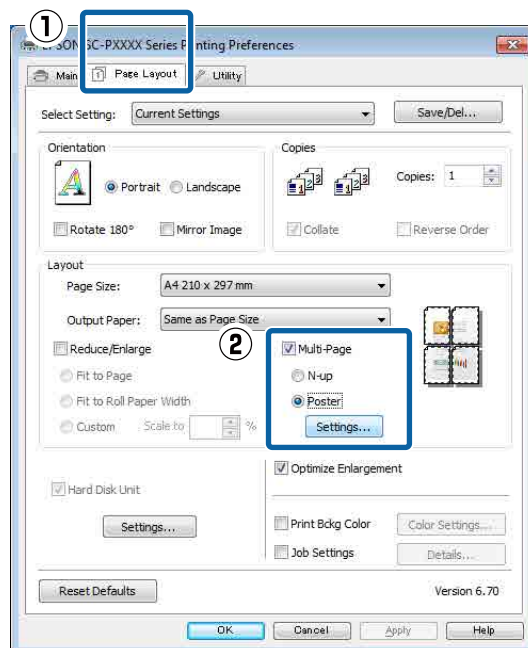 ①
EPSON SC-PXXXX Series Printing Preferences
Main Page Layout Utility
Select Setting: Current Settings Save/Del...
Orientation Copies
A Portrait Landscape 123 123 Copies: 1
Rotate 180° Mirror Image Collate Reverse Order
Layout
Page Size: A4 210 x 297 mm
Output Paper: Same as Page Size
②
Reduce/Enlarge Multi-Page
Fit to Page N-up
Fit to Roll Paper Width Poster
Custom Scale to % Settings...
Optimize Enlargement
Hard Disk Unit
Settings... Print Bckg Color Color Settings...
Job Settings Details...
Reset Defaults Version 6.70
OK Cancel Apply Help